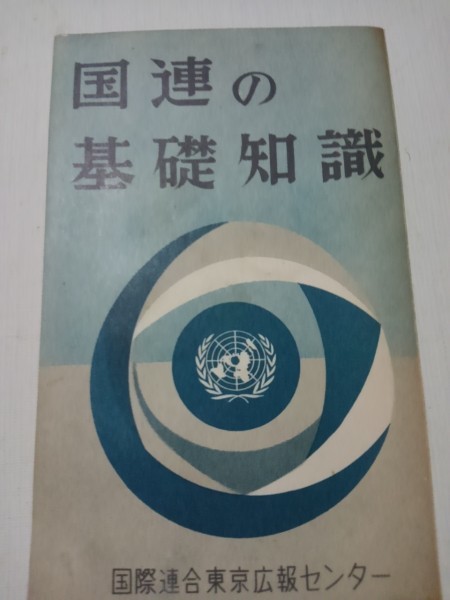 国連の
基礎知識
国際連合東京広報センター